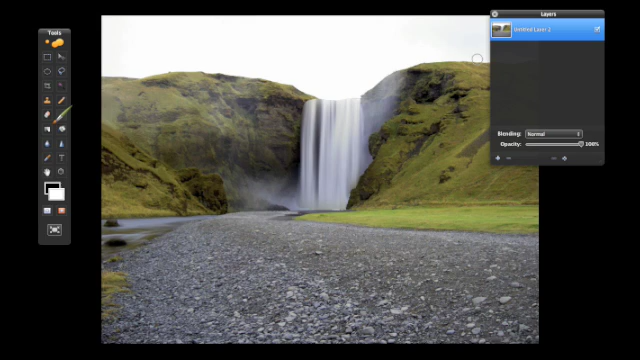 Tools
T
Layers
Untitled Layer 2
Blending: Normal
Opacity: 100%